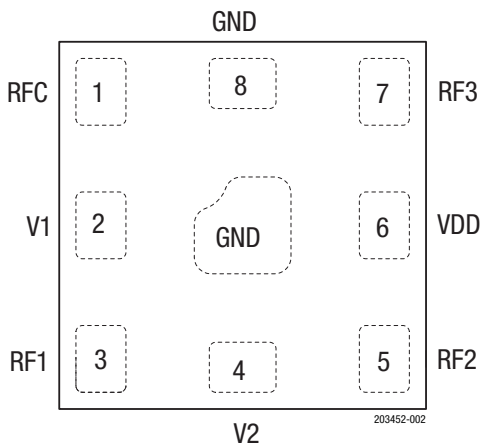 GND
RFC 1 8 7 RF3
V1 2 GND 6 VDD
RF1 3 4 5 RF2
203452-002
V2